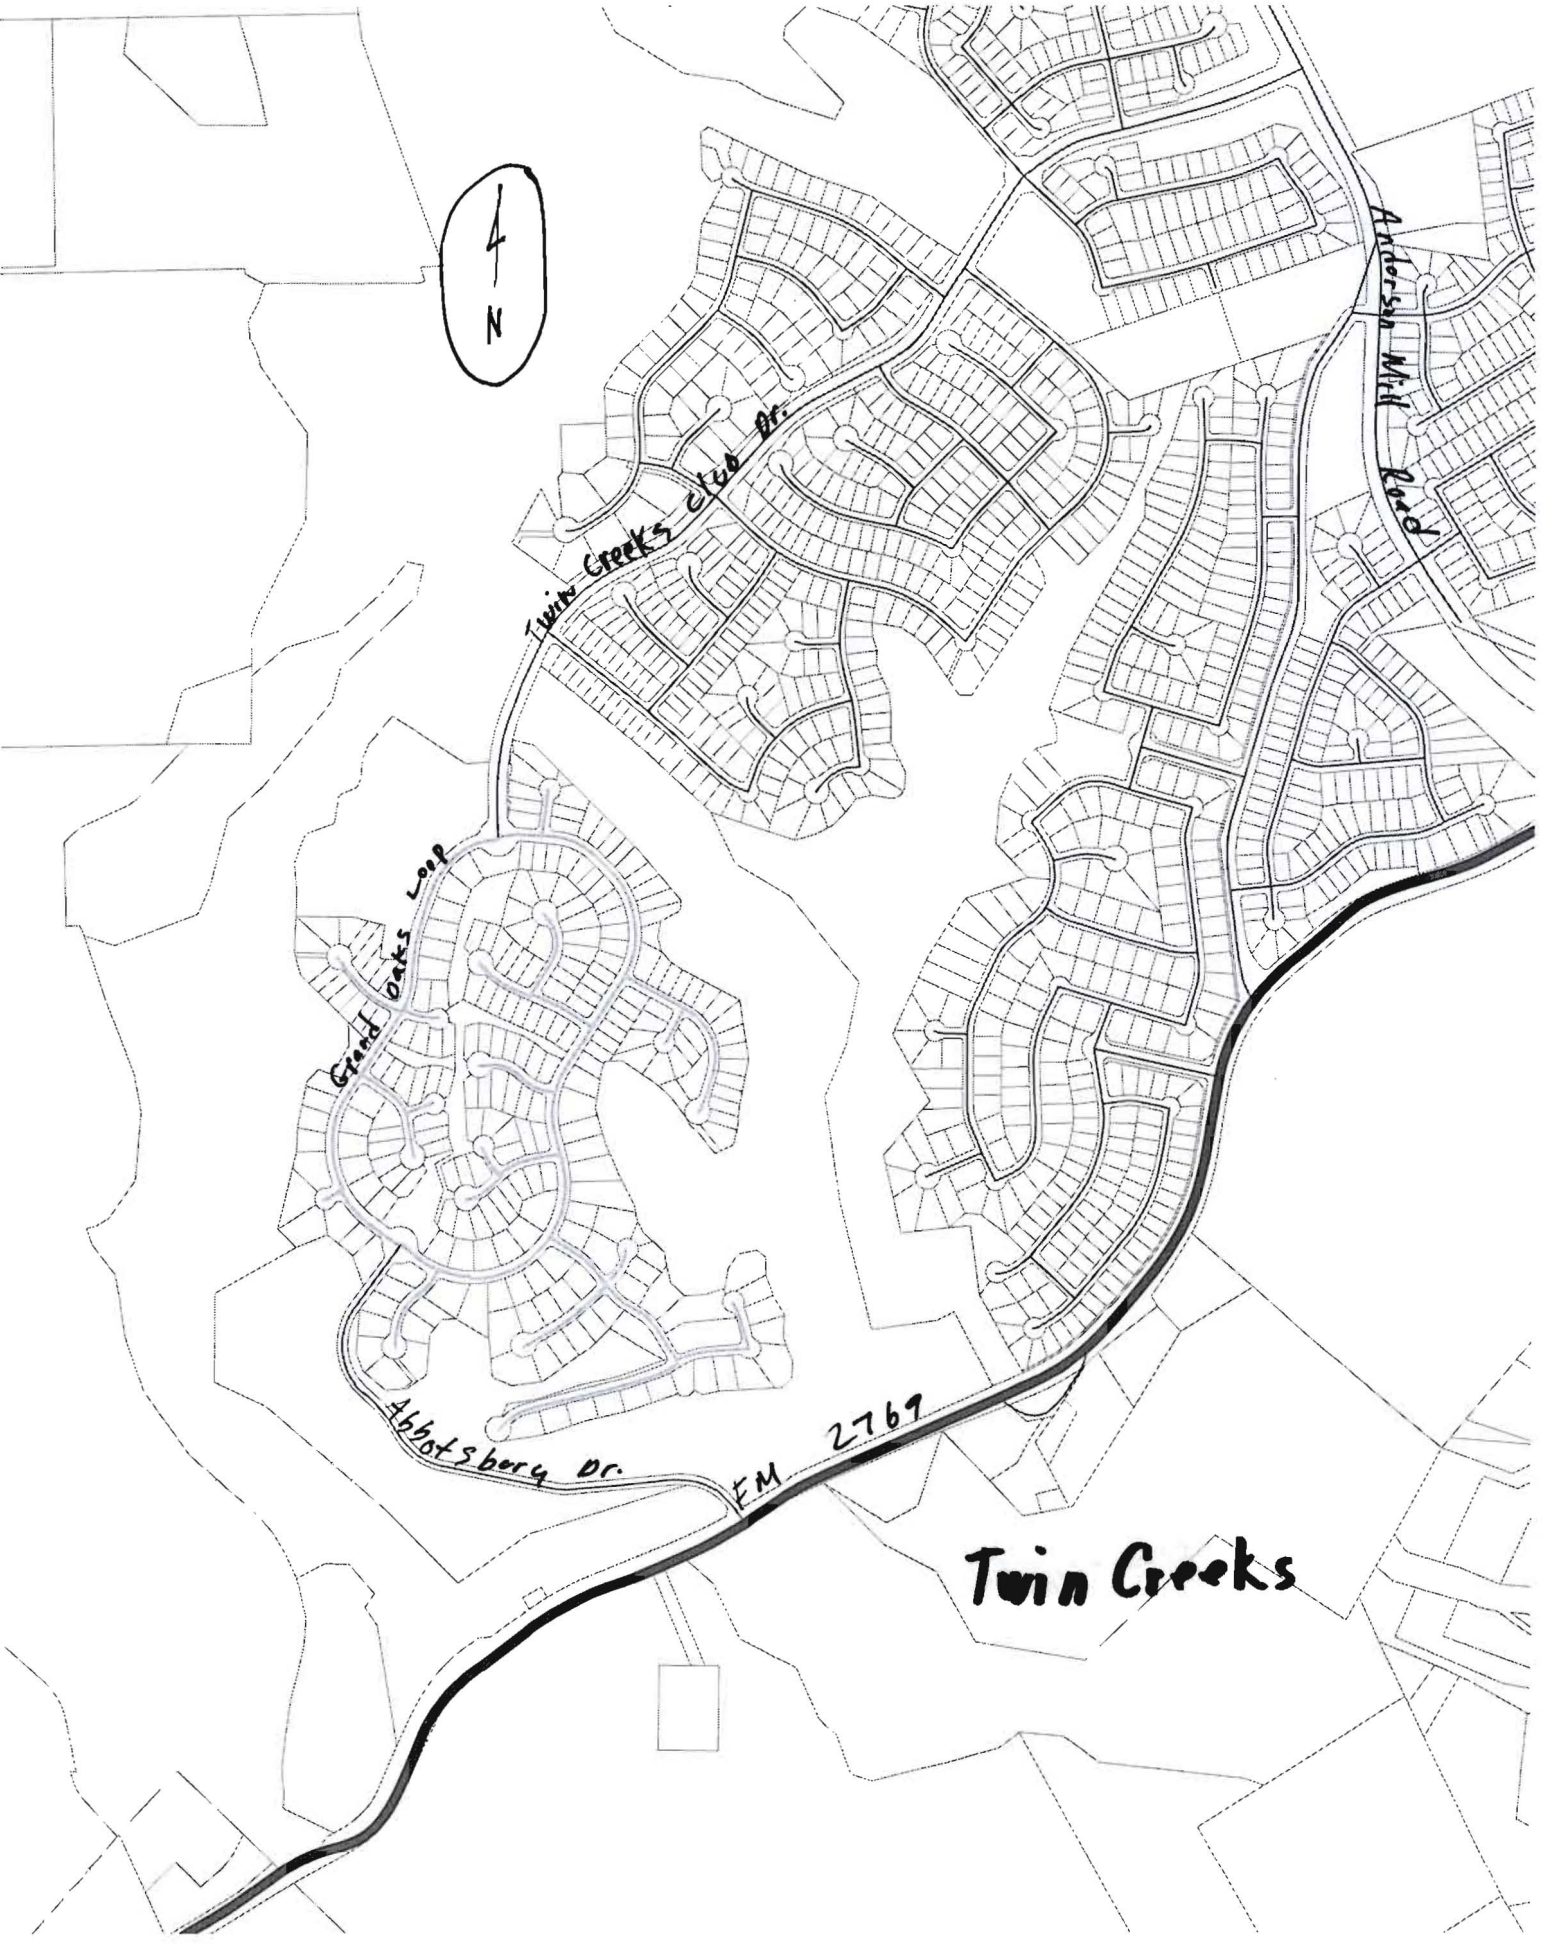 N
Anderson Mill Road
Twin Creeks Club Dr.
Grand Oaks Loop
Abbotsbury Dr.
FM 2769
Twin Creeks